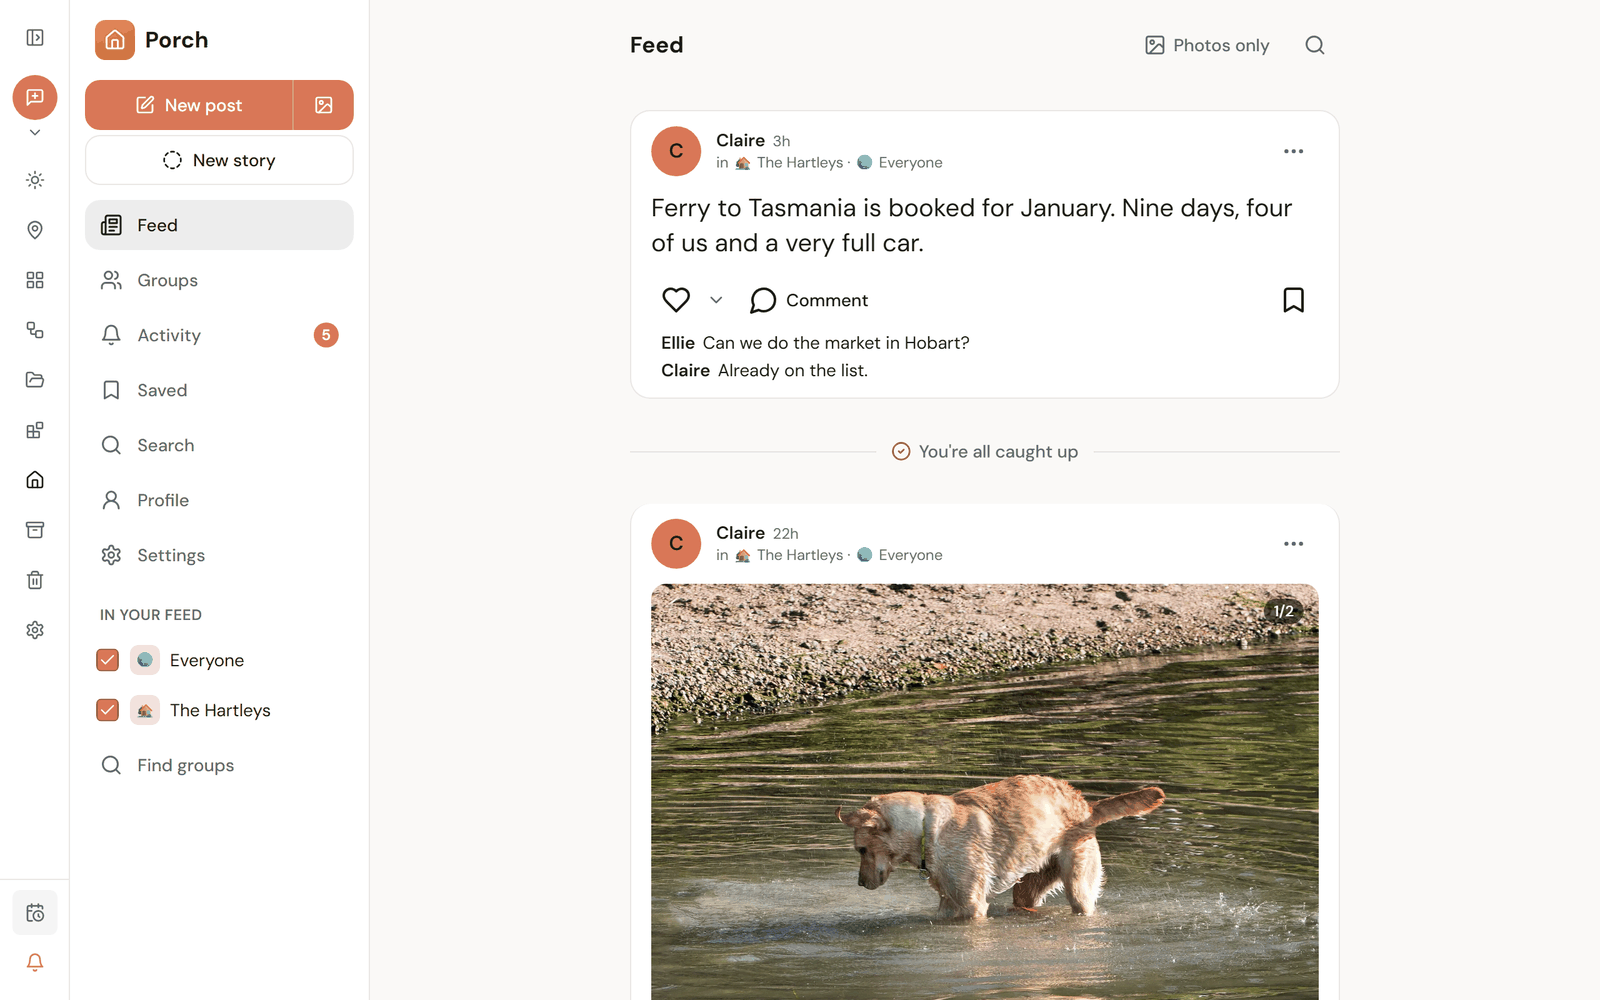 Porch
New post
New story
Feed
Groups
Activity 5
Saved
Search
Profile
Settings
IN YOUR FEED
Everyone
The Hartleys
Find groups
Feed
Photos only
C
Claire 3h
in The Hartleys · Everyone
Ferry to Tasmania is booked for January. Nine days, four
of us and a very full car.
Comment
Ellie Can we do the market in Hobart?
Claire Already on the list.
You're all caught up
C
Claire 22h
in The Hartleys · Everyone
1/2